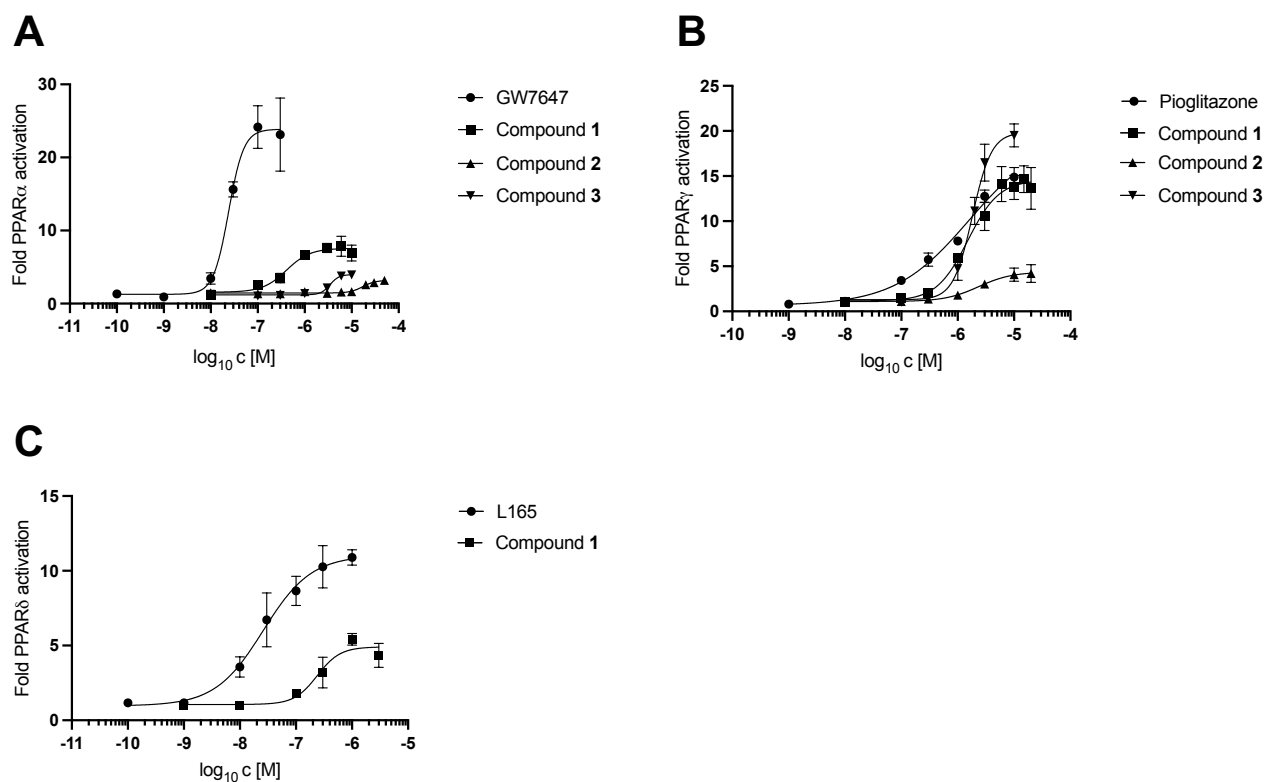 A
Fold PPARα activation
30
20
10
0
-11 -10 -9 -8 -7 -6 -5 -4
log10 c [M]
GW7647
Compound 1
Compound 2
Compound 3
B
Fold PPARγ activation
25
20
15
10
5
0
-10 -9 -8 -7 -6 -5 -4
log10 c [M]
Pioglitazone
Compound 1
Compound 2
Compound 3
C
Fold PPARδ activation
15
10
5
0
-11 -10 -9 -8 -7 -6 -5
log10 c [M]
L165
Compound 1